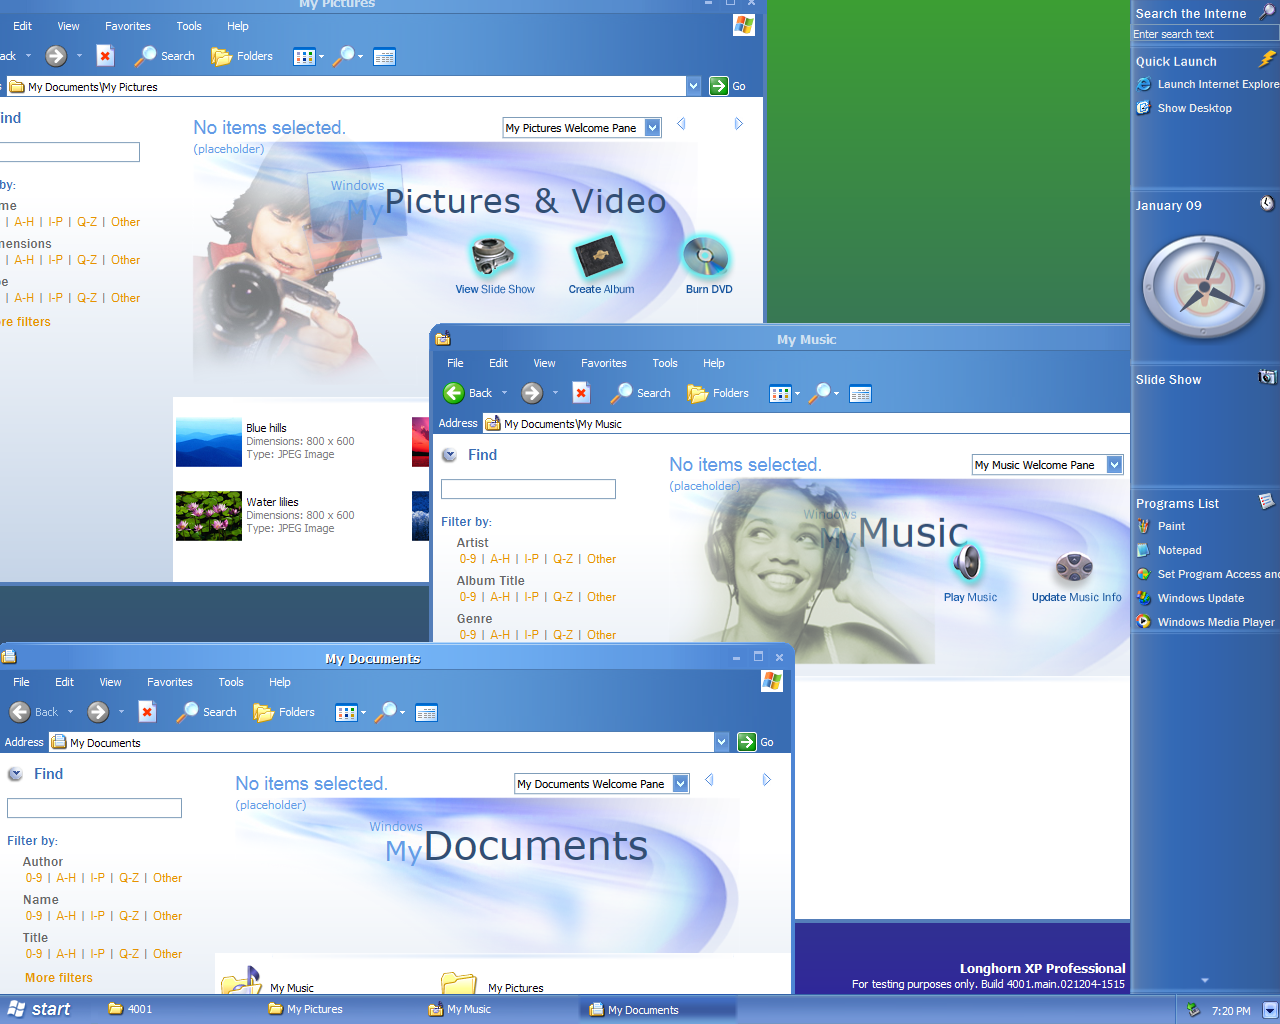 My Pictures
Edit View Favorites Tools Help
ack Search Folders
My Documents\My Pictures Go
ind
No items selected.
(placeholder)
My Pictures Welcome Pane
by:
me
| A-H | I-P | Q-Z | Other
mensions
| A-H | I-P | Q-Z | Other
pe
| A-H | I-P | Q-Z | Other
re filters
Windows
My Pictures & Video
View Slide Show
Create Album
Burn DVD
Blue hills
Dimensions: 800 x 600
Type: JPEG Image
Water lilies
Dimensions: 800 x 600
Type: JPEG Image
My Music
File Edit View Favorites Tools Help
Back Search Folders
Address My Documents\My Music
Find
No items selected.
(placeholder)
My Music Welcome Pane
Filter by:
Artist
0-9 | A-H | I-P | Q-Z | Other
Album Title
0-9 | A-H | I-P | Q-Z | Other
Genre
0-9 | A-H | I-P | Q-Z | Other
Windows
My Music
Play Music
Update Music Info
My Documents
File Edit View Favorites Tools Help
Back Search Folders
Address My Documents Go
Find
No items selected.
(placeholder)
My Documents Welcome Pane
Filter by:
Author
0-9 | A-H | I-P | Q-Z | Other
Name
0-9 | A-H | I-P | Q-Z | Other
Title
0-9 | A-H | I-P | Q-Z | Other
More filters
Windows
My Documents
My Music
My Pictures
Search the Interne
Enter search text
Quick Launch
Launch Internet Explore
Show Desktop
January 09
Slide Show
Programs List
Paint
Notepad
Set Program Access and
Windows Update
Windows Media Player
Longhorn XP Professional
For testing purposes only. Build 4001.main.021204-1515
start 4001 My Pictures My Music My Documents 7:20 PM